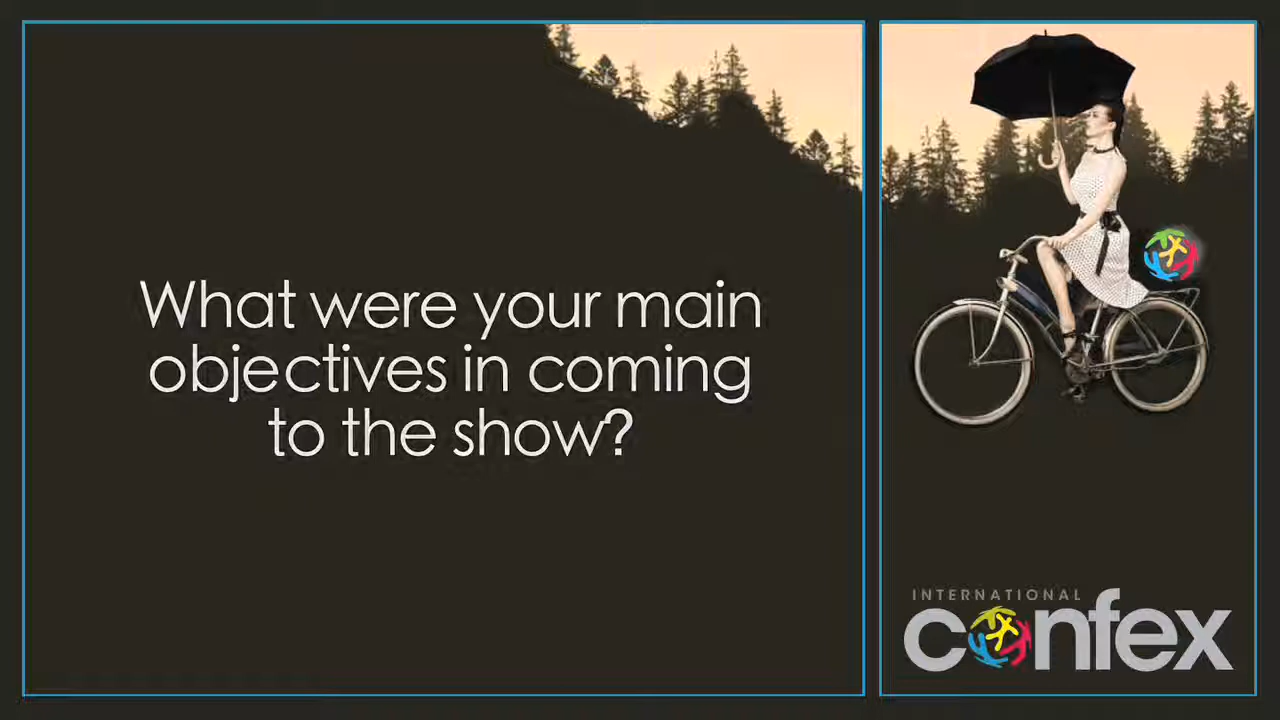 What were your main
objectives in coming
to the show?
INTERNATIONAL
confex